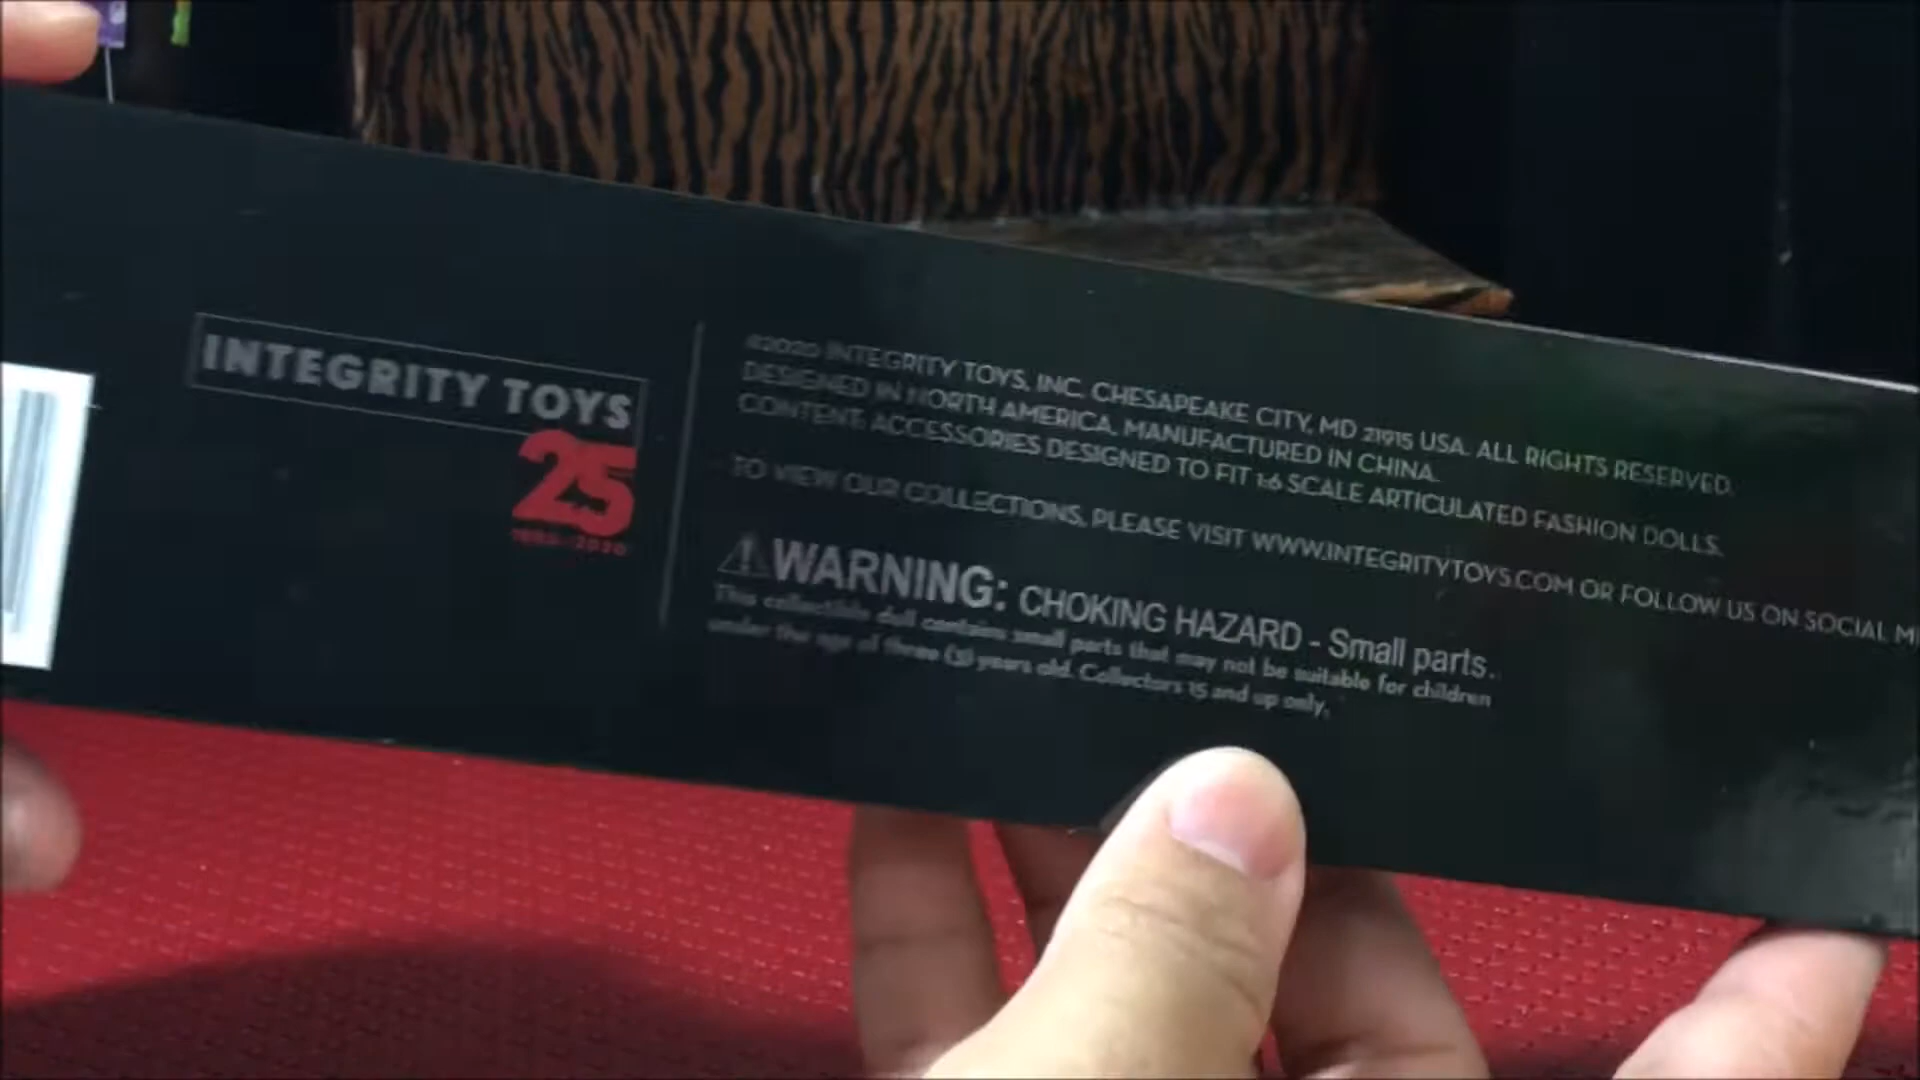 INTEGRITY TOYS
25
1995-2020
©2020 INTEGRITY TOYS, INC. CHESAPEAKE CITY, MD 21915 USA. ALL RIGHTS RESERVED.
DESIGNED IN NORTH AMERICA. MANUFACTURED IN CHINA.
CONTENT: ACCESSORIES DESIGNED TO FIT 1:6 SCALE ARTICULATED FASHION DOLLS.
TO VIEW OUR COLLECTIONS, PLEASE VISIT WWW.INTEGRITYTOYS.COM OR FOLLOW US ON SOCIAL M
⚠WARNING: CHOKING HAZARD - Small parts.
This collectible doll contains small parts that may not be suitable for children
under the age of three (3) years old. Collectors 15 and up only.